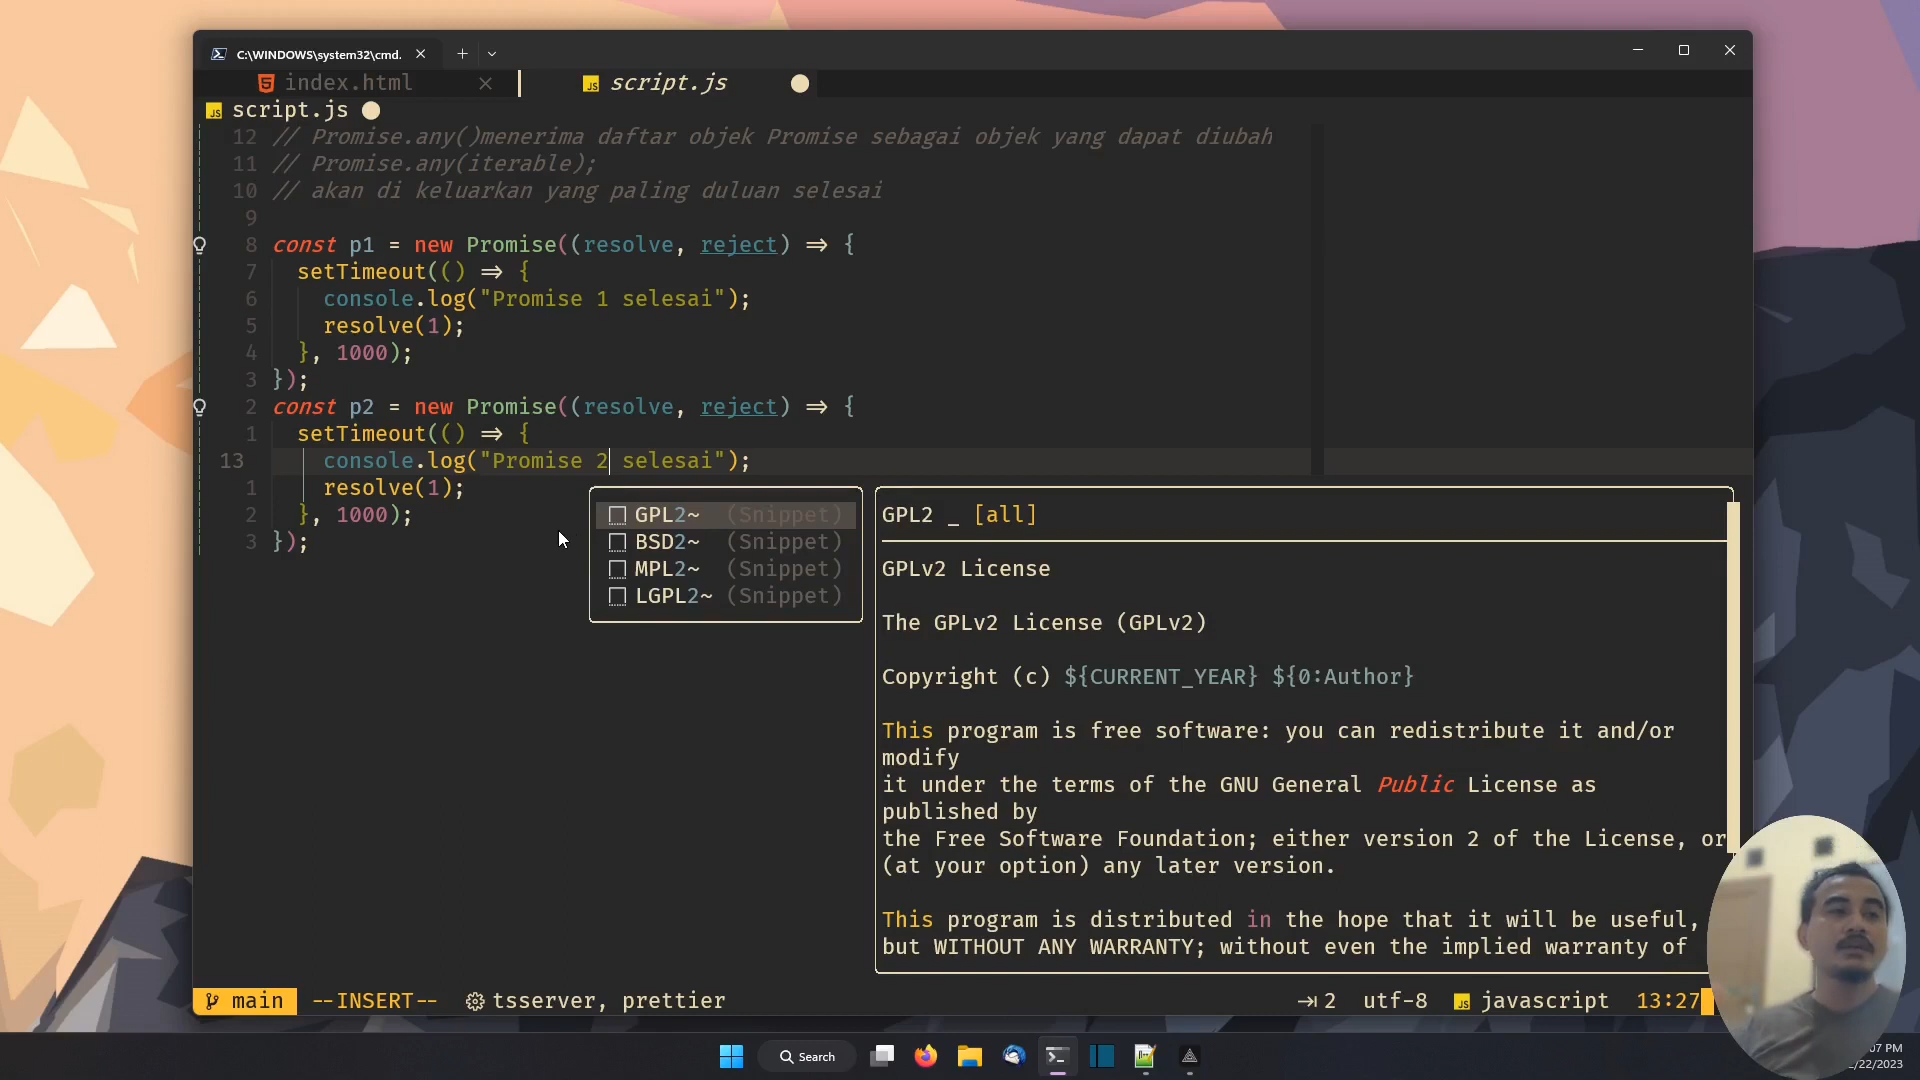 C:\WINDOWS\system32\cmd.
index.html
script.js
script.js
12 // Promise.any()menerima daftar objek Promise sebagai objek yang dapat diubah
11 // Promise.any(iterable);
10 // akan di keluarkan yang paling duluan selesai
9
8 const p1 = new Promise((resolve, reject) => {
7 setTimeout(() => {
6 console.log("Promise 1 selesai");
5 resolve(1);
4 }, 1000);
3 });
2 const p2 = new Promise((resolve, reject) => {
1 setTimeout(() => {
13 console.log("Promise 2 selesai");
1 resolve(1);
2 }, 1000);
3 });
GPL2~ (Snippet)
BSD2~ (Snippet)
MPL2~ (Snippet)
LGPL2~ (Snippet)
GPL2 _ [all]
GPLv2 License
The GPLv2 License (GPLv2)
Copyright (c) ${CURRENT_YEAR} ${0:Author}
This program is free software: you can redistribute it and/or
modify
it under the terms of the GNU General Public License as
published by
the Free Software Foundation; either version 2 of the License, or
(at your option) any later version.
This program is distributed in the hope that it will be useful,
but WITHOUT ANY WARRANTY; without even the implied warranty of
main --INSERT-- tsserver, prettier
2 utf-8 javascript 13:27
Search
07 PM
/22/2023